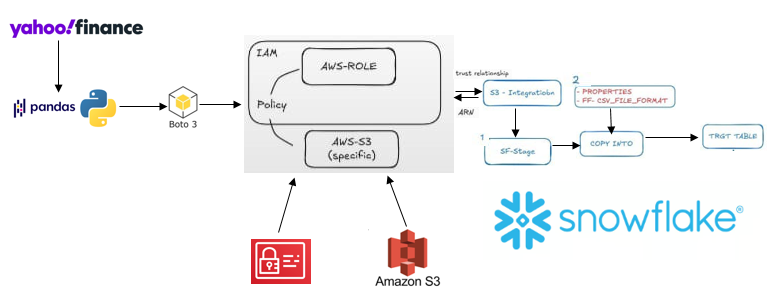 yahoo!finance
pandas
Boto 3
IAM
AWS-ROLE
Policy
AWS-S3
(specific)
trust relationship
ARN
S3 - Integratiobn
1
SF-Stage
2
- PROPERTIES
- FF- CSV_FILE_FORMAT
COPY INTO
TRGT TABLE
snowflake®
Amazon S3